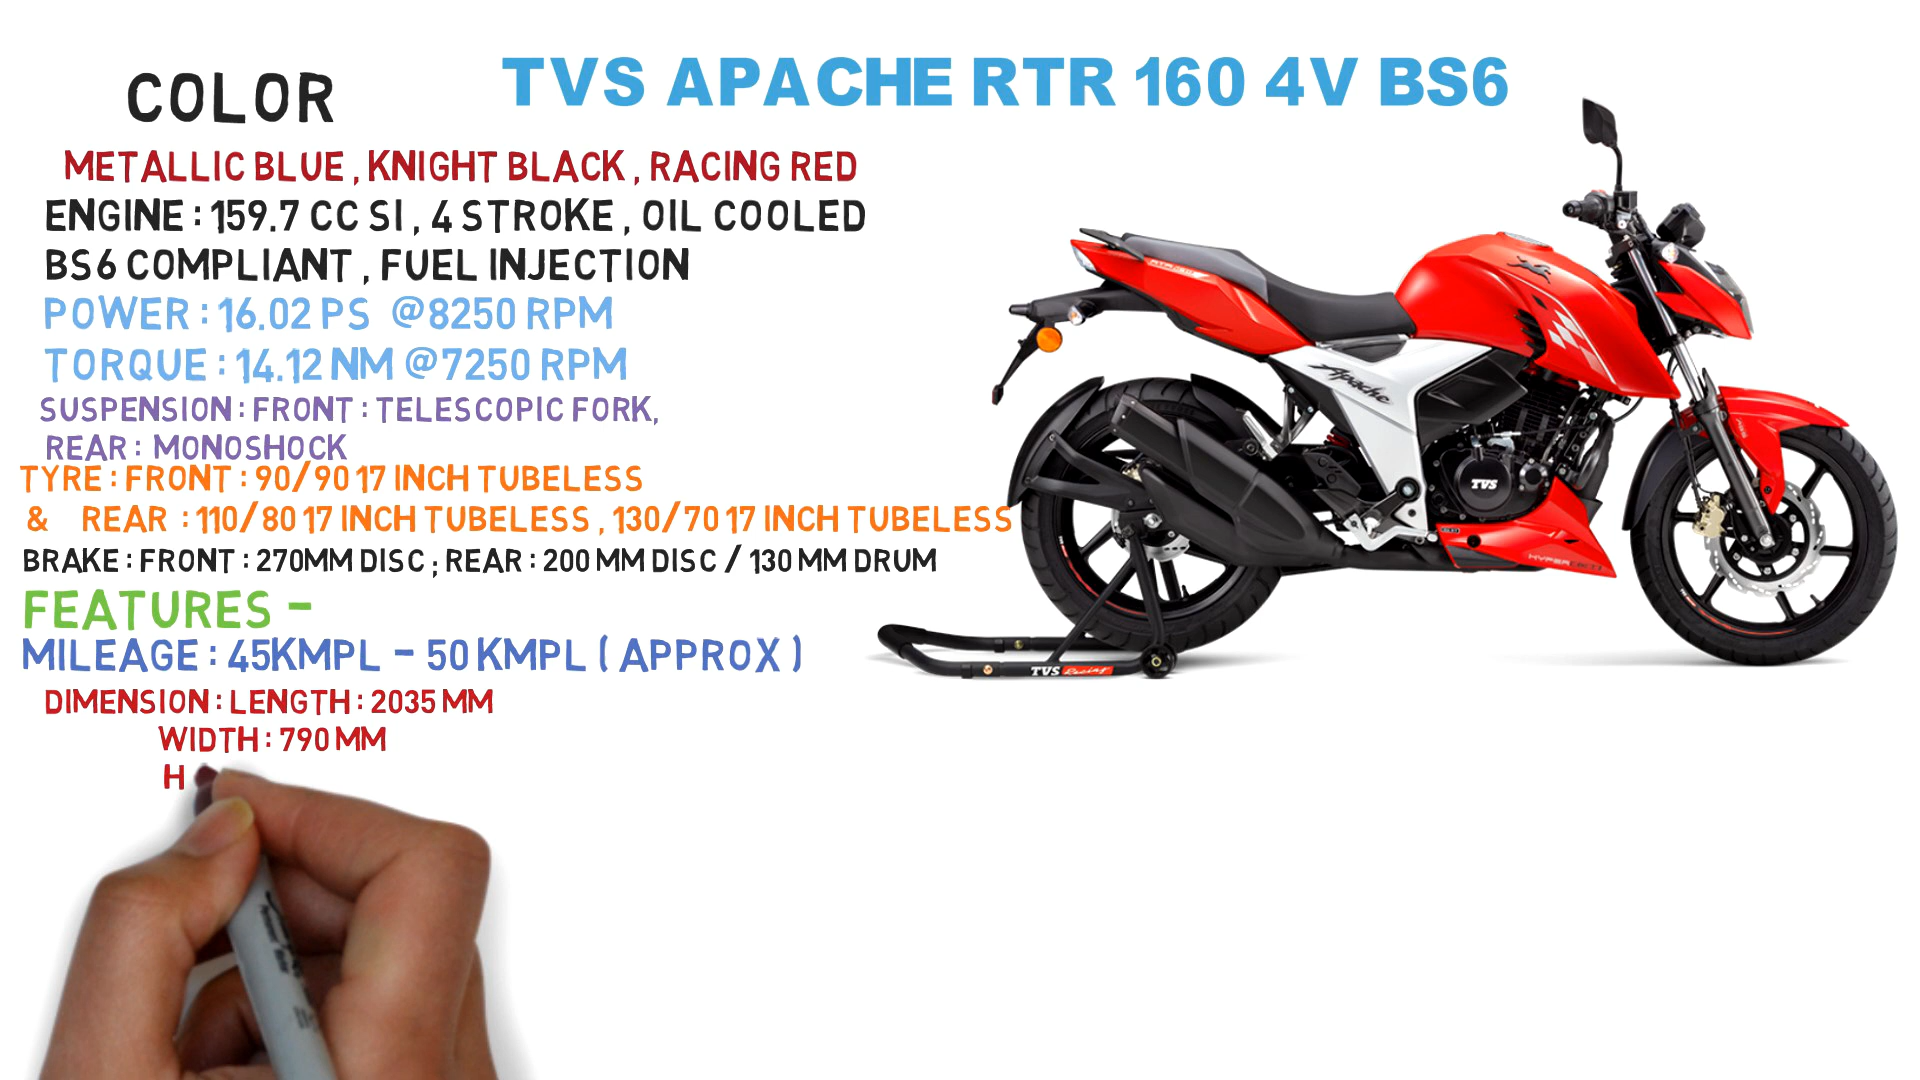 COLOR
TVS APACHE RTR 160 4V BS6
METALLIC BLUE , KNIGHT BLACK , RACING RED
ENGINE : 159.7 CC SI , 4 STROKE , OIL COOLED
BS6 COMPLIANT , FUEL INJECTION
POWER : 16.02 PS @8250 RPM
TORQUE : 14.12 NM @7250 RPM
SUSPENSION : FRONT : TELESCOPIC FORK,
REAR : MONOSHOCK
TYRE : FRONT : 90/90 17 INCH TUBELESS
& REAR : 110/80 17 INCH TUBELESS , 130/70 17 INCH TUBELESS
BRAKE : FRONT : 270MM DISC ; REAR : 200 MM DISC / 130 MM DRUM
FEATURES -
MILEAGE : 45KMPL - 50 KMPL ( APPROX )
DIMENSION : LENGTH : 2035 MM
WIDTH : 790 MM
H
Apache
TVS
TVS Racing